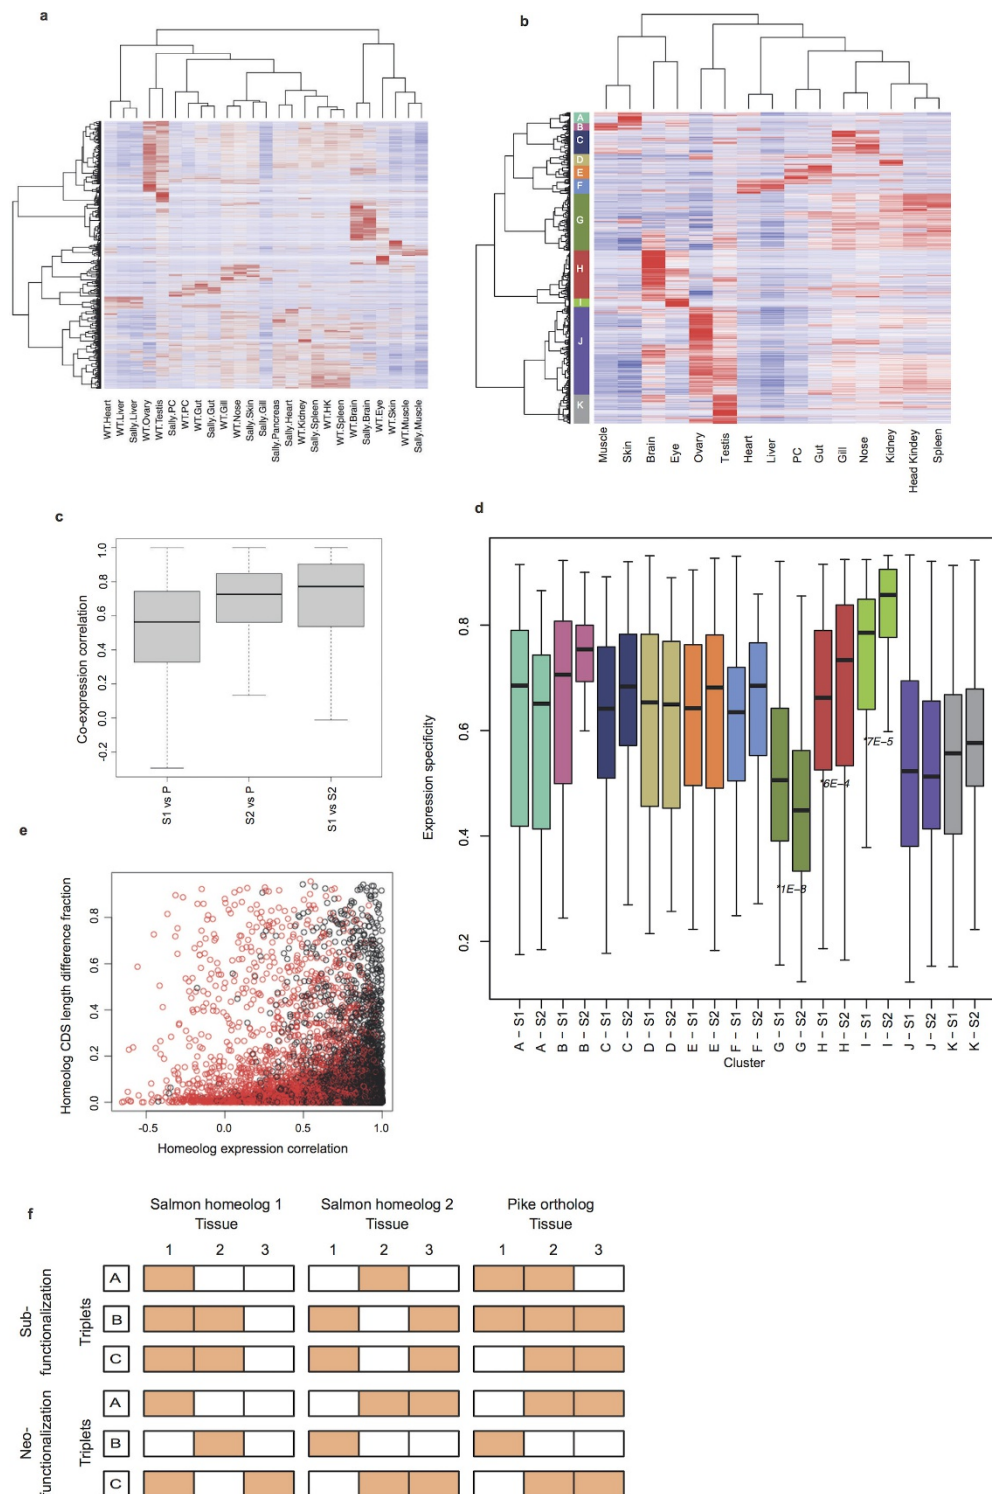 a
WT.Heart
WT.Liver
Sally.Liver
WT.Ovary
WT.Testis
Sally.PC
WT.PC
WT.Gut
Sally.Gut
WT.Gill
WT.Nose
Sally.Skin
Sally.Gill
Sally.Pancreas
Sally.Heart
WT.Kidney
Sally.Spleen
WT.HK
WT.Spleen
WT.Brain
Sally.Brain
WT.Eye
WT.Skin
WT.Muscle
Sally.Muscle
b
A
B
C
D
E
F
G
H
I
J
K
Muscle
Skin
Brain
Eye
Ovary
Testis
Heart
Liver
PC
Gut
Gill
Nose
Kidney
Head Kindey
Spleen
c
Co-expression correlation
1.0
0.8
0.6
0.4
0.2
0.0
-0.2
S1 vs P
S2 vs P
S1 vs S2
d
Expression specificity
0.8
0.6
0.4
0.2
*1E-8
*6E-4
*7E-5
A - S1
A - S2
B - S1
B - S2
C - S1
C - S2
D - S1
D - S2
E - S1
E - S2
F - S1
F - S2
G - S1
G - S2
H - S1
H - S2
I - S1
I - S2
J - S1
J - S2
K - S1
K - S2
Cluster
e
Homeolog CDS length difference fraction
0.8
0.6
0.4
0.2
0.0
-0.5
0.0
0.5
1.0
Homeolog expression correlation
f
Salmon homeolog 1
Tissue
1 2 3
Salmon homeolog 2
Tissue
1 2 3
Pike ortholog
Tissue
1 2 3
Sub-
functionalization
Triplets
A
B
C
Neo-
functionalization
Triplets
A
B
C